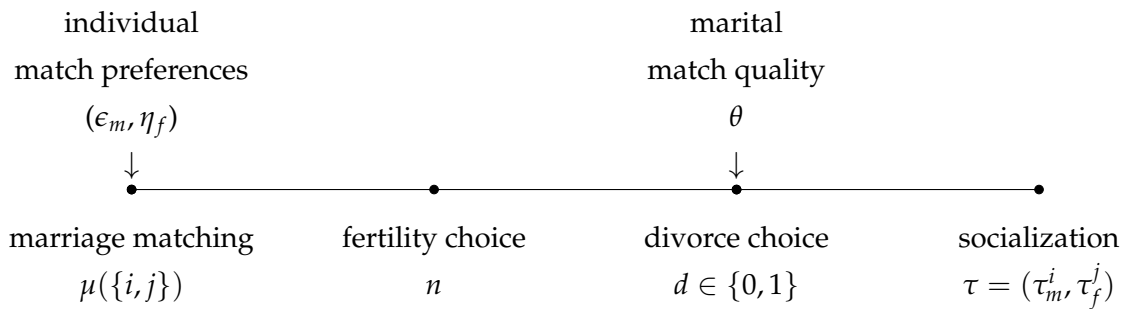 individual marital
match preferences match quality
(ϵ_m, η_f) θ
↓ ↓
marriage matching fertility choice divorce choice socialization
μ({i, j}) n d ∈ {0, 1} τ = (τ_m^i, τ_f^j)